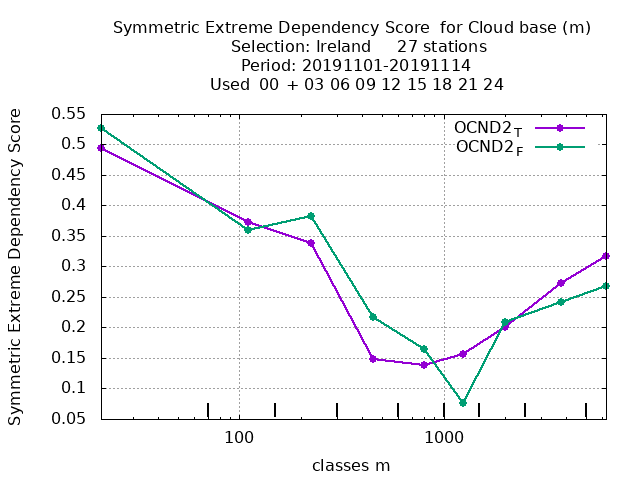 Symmetric Extreme Dependency Score for Cloud base (m)
Selection: Ireland 27 stations
Period: 20191101-20191114
Used 00 + 03 06 09 12 15 18 21 24
Symmetric Extreme Dependency Score
0.55
0.5
0.45
0.4
0.35
0.3
0.25
0.2
0.15
0.1
0.05
OCND2T
OCND2F
100 1000
classes m